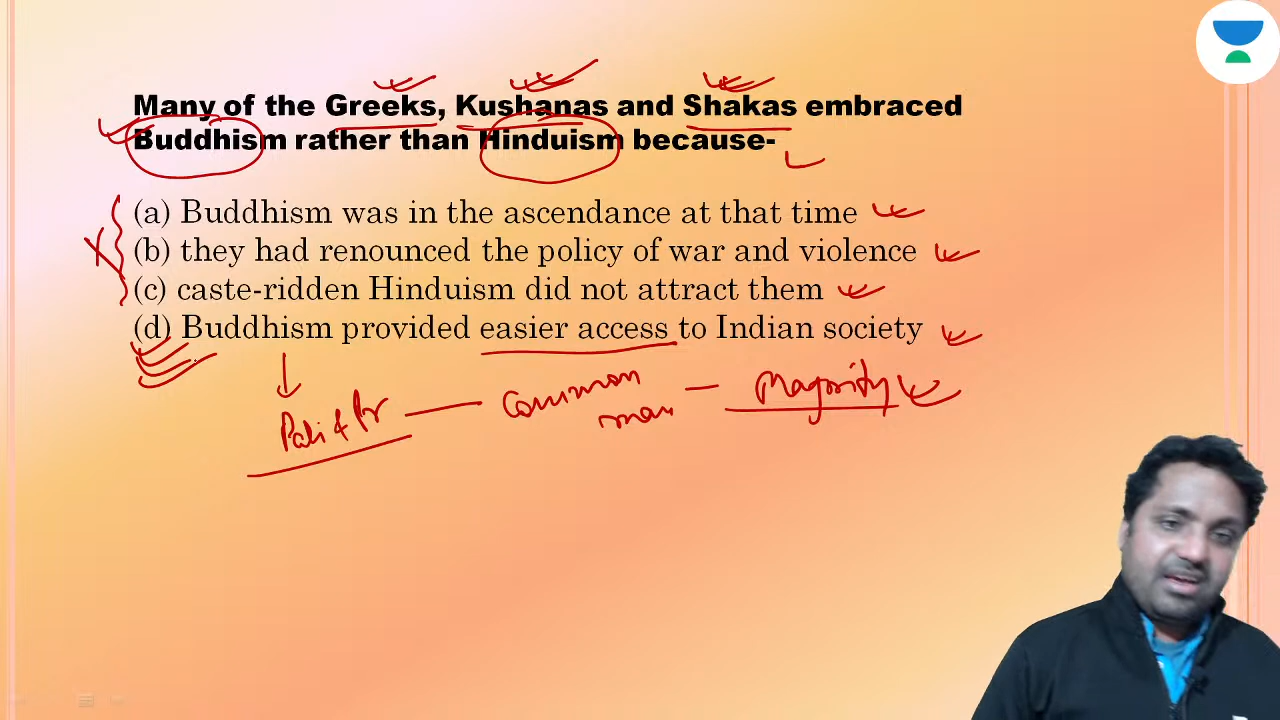 Many of the Greeks, Kushanas and Shakas embraced
Buddhism rather than Hinduism because-
(a) Buddhism was in the ascendance at that time
(b) they had renounced the policy of war and violence
(c) caste-ridden Hinduism did not attract them
(d) Buddhism provided easier access to Indian society
Pali & Pr — Common — Majority
man